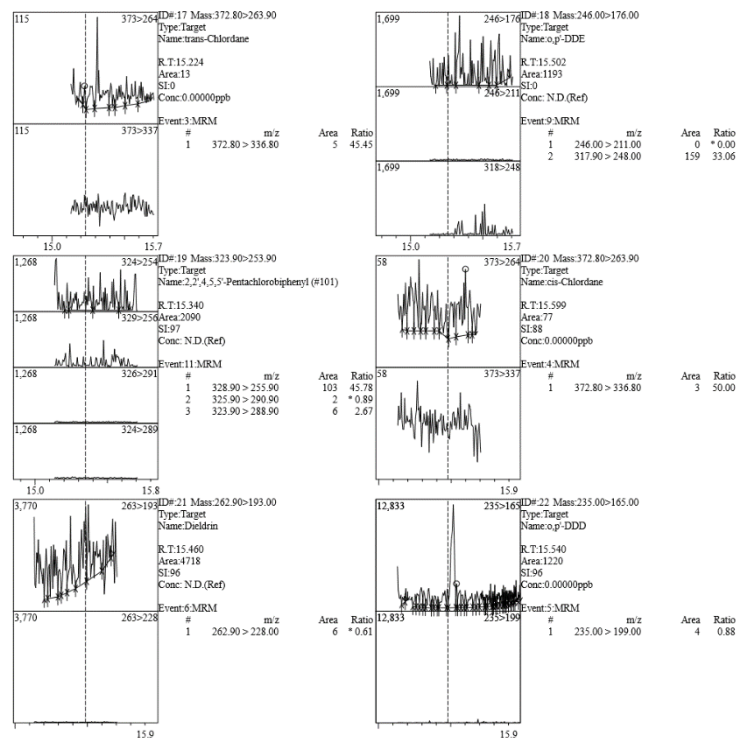 115 373>264
115 373>337
15.0 15.7
ID#:17 Mass:372.80>263.90
Type:Target
Name:trans-Chlordane
R.T:15.224
Area:13
SI:0
Conc:0.00000ppb
Event:3:MRM
# m/z Area Ratio
1 372.80 > 336.80 5 45.45
1,699 246>176
1,699 246>211
1,699 318>248
15.0 15.7
ID#:18 Mass:246.00>176.00
Type:Target
Name:o,p'-DDE
R.T:15.502
Area:1193
SI:0
Conc: N.D.(Ref)
Event:9:MRM
# m/z Area Ratio
1 246.00 > 211.00 0 * 0.00
2 317.90 > 248.00 159 33.06
1,268 324>254
1,268 329>256
1,268 326>291
1,268 324>289
15.0 15.8
ID#:19 Mass:323.90>253.90
Type:Target
Name:2,2',4,5,5'-Pentachlorobiphenyl (#101)
R.T:15.340
Area:2090
SI:97
Conc: N.D.(Ref)
Event:11:MRM
# m/z Area Ratio
1 328.90 > 255.90 103 45.78
2 325.90 > 290.90 2 * 0.89
3 323.90 > 288.90 6 2.67
58 373>264
58 373>337
15.9
ID#:20 Mass:372.80>263.90
Type:Target
Name:cis-Chlordane
R.T:15.599
Area:77
SI:88
Conc:0.00000ppb
Event:4:MRM
# m/z Area Ratio
1 372.80 > 336.80 3 50.00
3,770 263>193
3,770 263>228
15.9
ID#:21 Mass:262.90>193.00
Type:Target
Name:Dieldrin
R.T:15.460
Area:4718
SI:96
Conc: N.D.(Ref)
Event:6:MRM
# m/z Area Ratio
1 262.90 > 228.00 6 * 0.61
12,833 235>165
12,833 235>199
15.9
ID#:22 Mass:235.00>165.00
Type:Target
Name:o,p'-DDD
R.T:15.540
Area:1220
SI:96
Conc:0.00000ppb
Event:5:MRM
# m/z Area Ratio
1 235.00 > 199.00 4 0.88